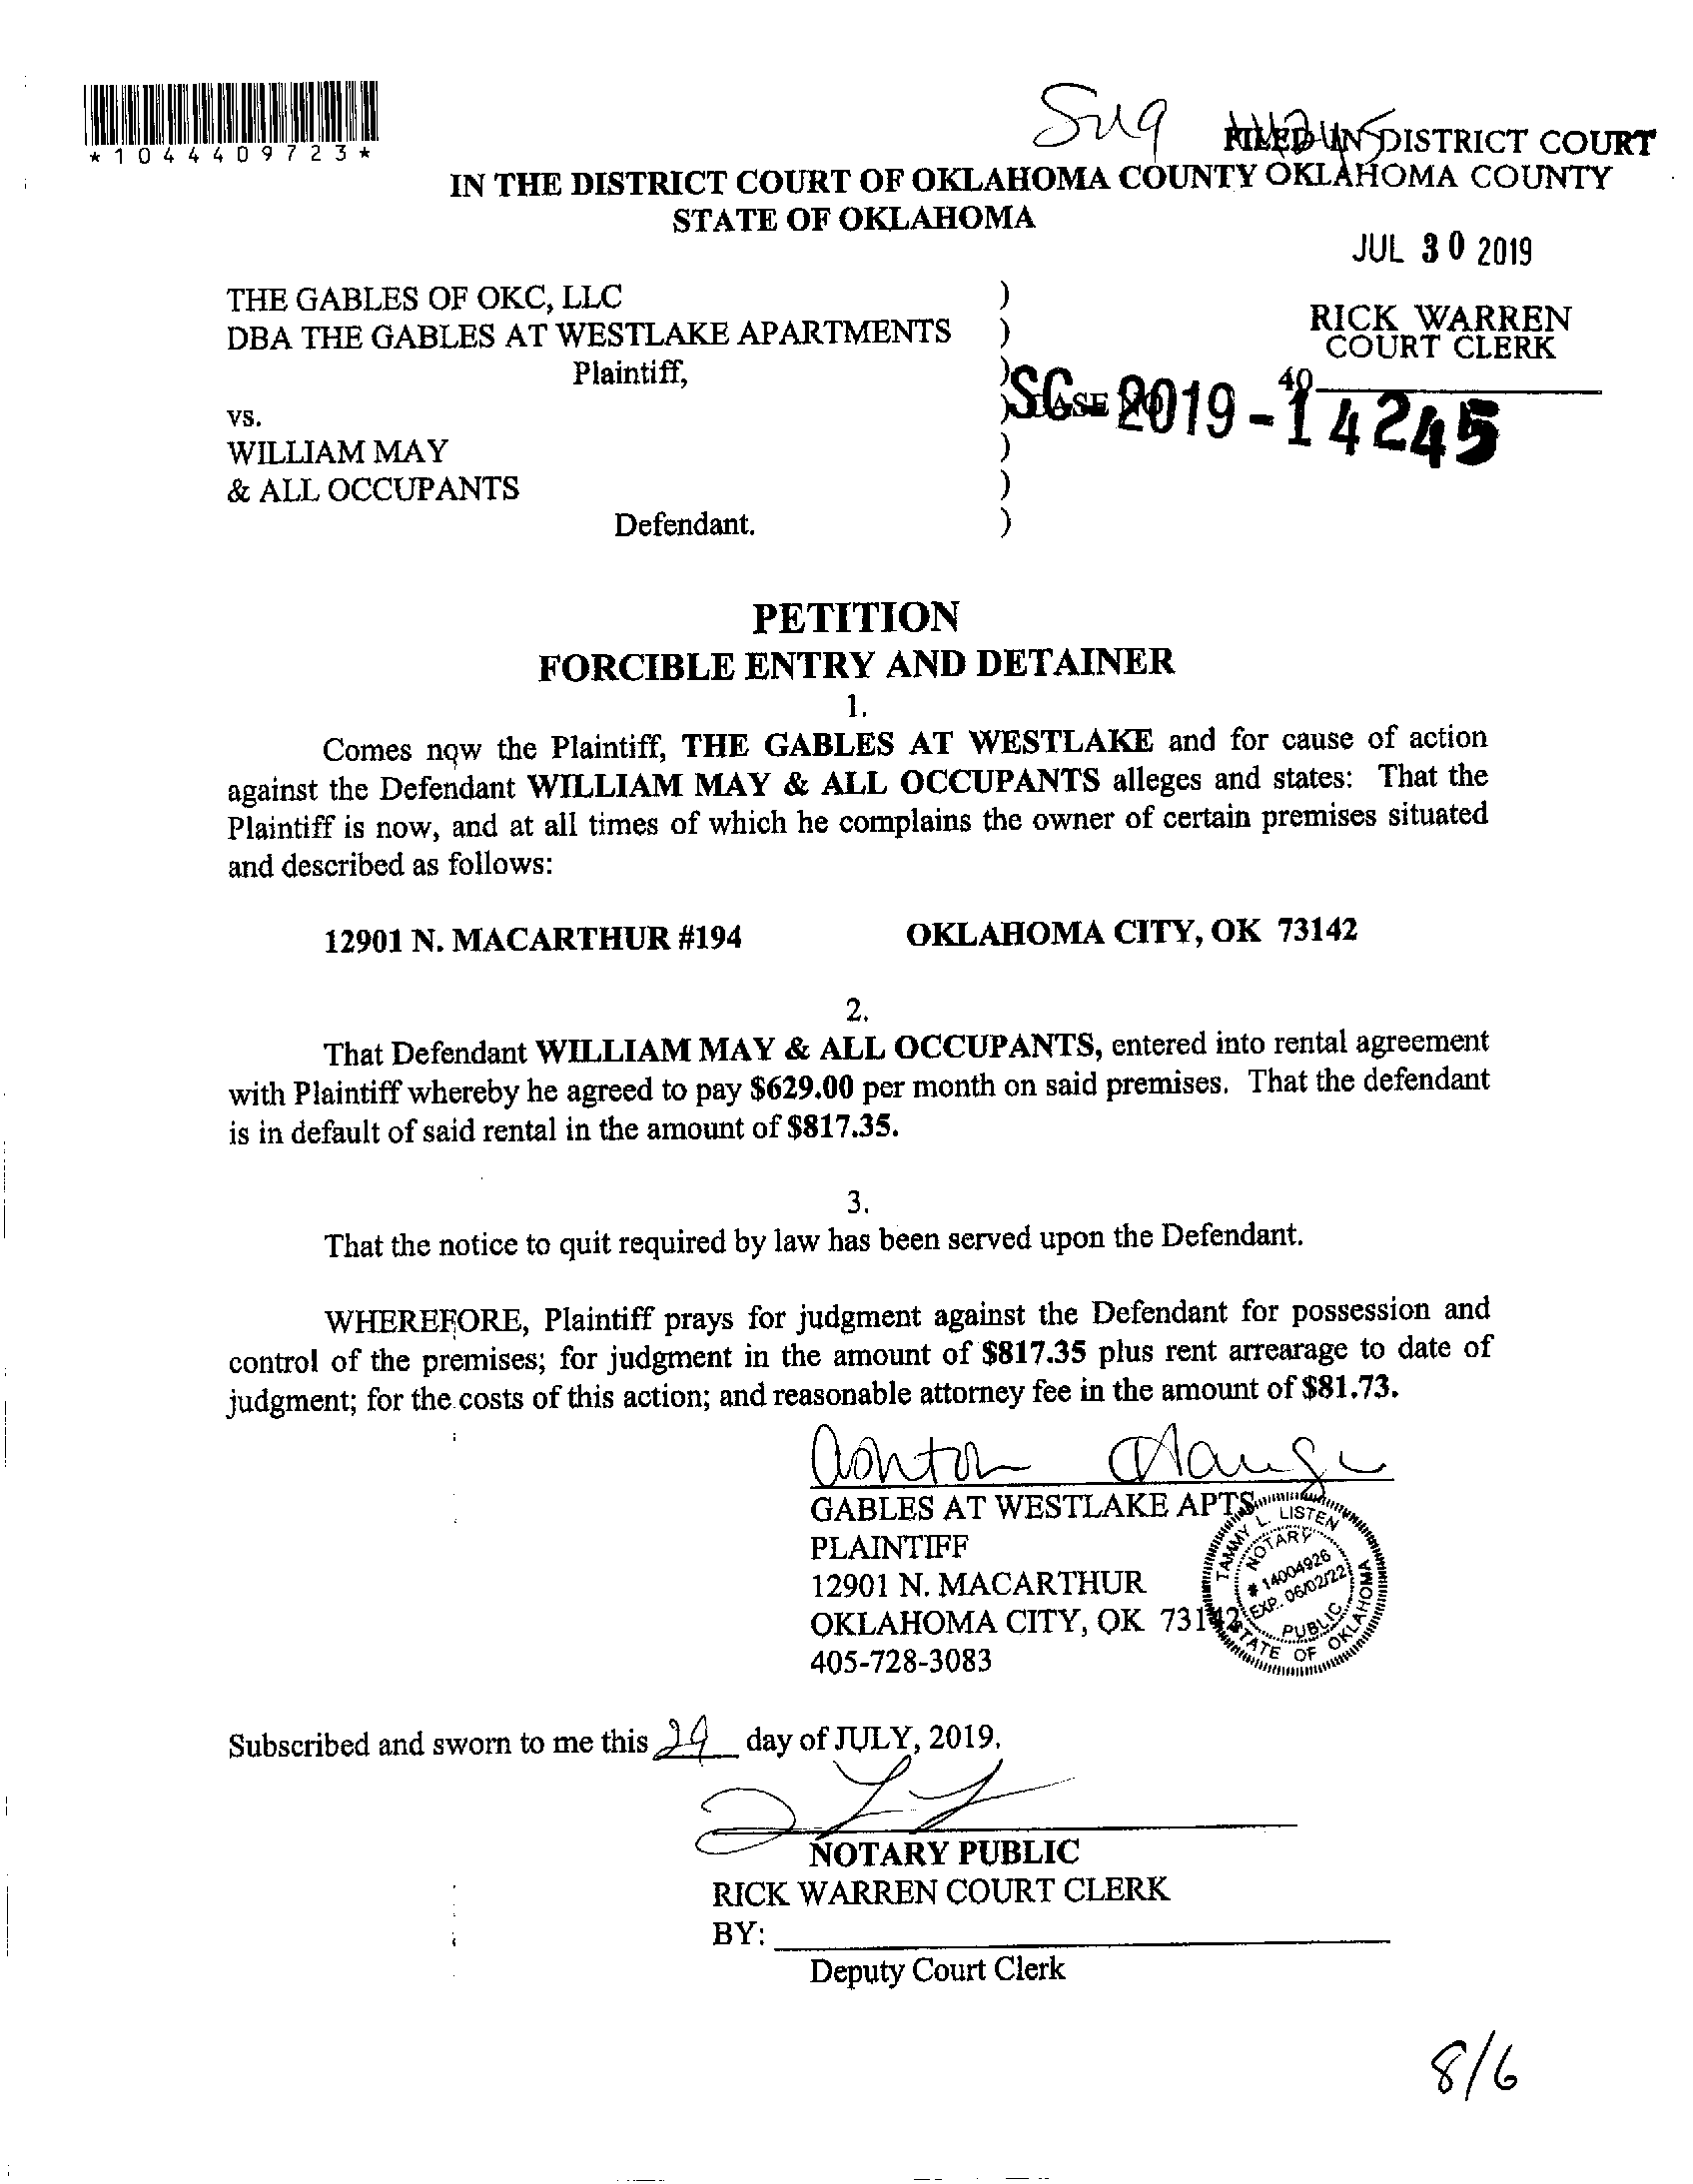 *1044409723*
FILED IN DISTRICT COURT
IN THE DISTRICT COURT OF OKLAHOMA COUNTY OKLAHOMA COUNTY
STATE OF OKLAHOMA
JUL 30 2019
THE GABLES OF OKC, LLC )
DBA THE GABLES AT WESTLAKE APARTMENTS )
Plaintiff, )
RICK WARREN
COURT CLERK
40
SC-2019-14245
vs. ) CASE NO
WILLIAM MAY )
& ALL OCCUPANTS )
Defendant. )
PETITION
FORCIBLE ENTRY AND DETAINER
1.
Comes now the Plaintiff, THE GABLES AT WESTLAKE and for cause of action
against the Defendant WILLIAM MAY & ALL OCCUPANTS alleges and states: That the
Plaintiff is now, and at all times of which he complains the owner of certain premises situated
and described as follows:
12901 N. MACARTHUR #194 OKLAHOMA CITY, OK 73142
2.
That Defendant WILLIAM MAY & ALL OCCUPANTS, entered into rental agreement
with Plaintiff whereby he agreed to pay $629.00 per month on said premises. That the defendant
is in default of said rental in the amount of $817.35.
3.
That the notice to quit required by law has been served upon the Defendant.
WHEREFORE, Plaintiff prays for judgment against the Defendant for possession and
control of the premises; for judgment in the amount of $817.35 plus rent arrearage to date of
judgment; for the costs of this action; and reasonable attorney fee in the amount of $81.73.
GABLES AT WESTLAKE APTS
PLAINTIFF
12901 N. MACARTHUR
OKLAHOMA CITY, OK 73142
405-728-3083
TAMMY L. LISTEN
NOTARY
# 14004926
EXP. 06/02/22
PUBLIC
STATE OF OKLAHOMA
Subscribed and sworn to me this 29 day of JULY, 2019.
NOTARY PUBLIC
RICK WARREN COURT CLERK
BY:
Deputy Court Clerk
8/6